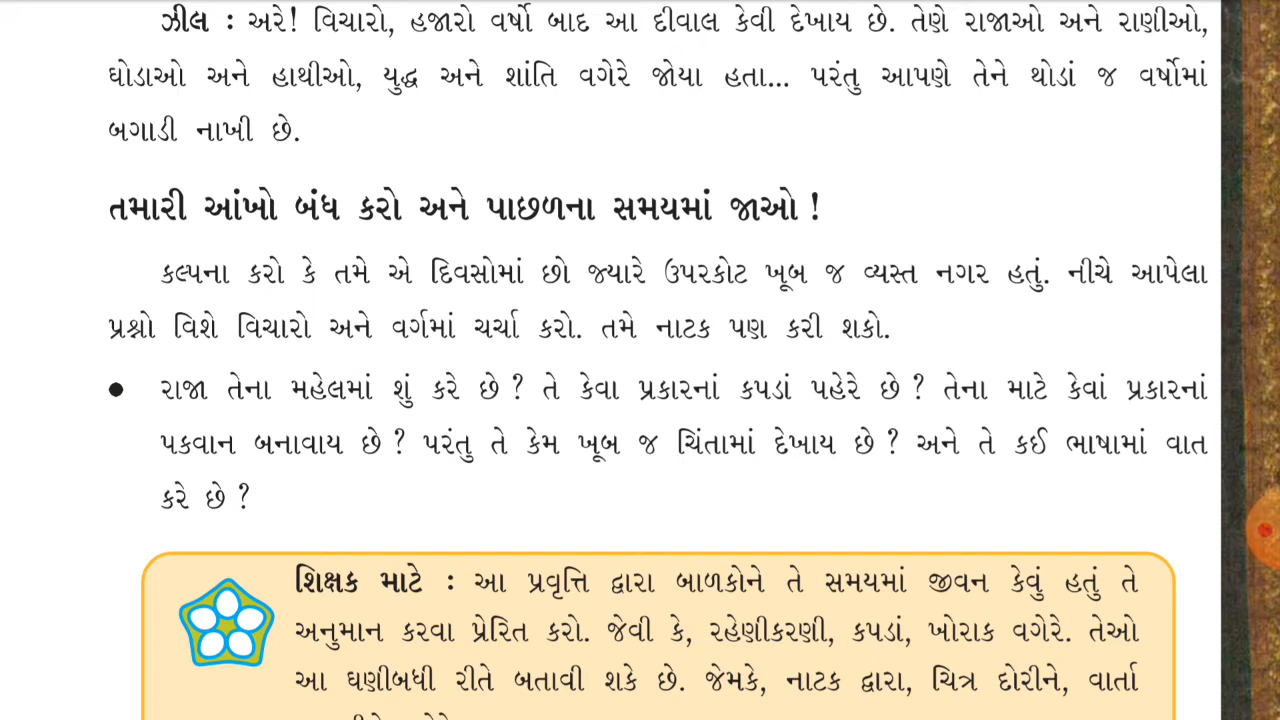 ઝીલ : અરે! વિચારો, હજારો વર્ષો બાદ આ દીવાલ કેવી દેખાય છે. તેણે રાજાઓ અને રાણીઓ,
ઘોડાઓ અને હાથીઓ, યુદ્ધ અને શાંતિ વગેરે જોયા હતા... પરંતુ આપણે તેને થોડાં જ વર્ષોમાં
બગાડી નાખી છે.
તમારી આંખો બંધ કરો અને પાછળના સમયમાં જાઓ !
કલ્પના કરો કે તમે એ દિવસોમાં છો જ્યારે ઉપરકોટ ખૂબ જ વ્યસ્ત નગર હતું. નીચે આપેલા
પ્રશ્નો વિશે વિચારો અને વર્ગમાં ચર્ચા કરો. તમે નાટક પણ કરી શકો.
• રાજા તેના મહેલમાં શું કરે છે ? તે કેવા પ્રકારનાં કપડાં પહેરે છે ? તેના માટે કેવાં પ્રકારનાં
પકવાન બનાવાય છે ? પરંતુ તે કેમ ખૂબ જ ચિંતામાં દેખાય છે ? અને તે કઈ ભાષામાં વાત
કરે છે ?
શિક્ષક માટે : આ પ્રવૃત્તિ દ્વારા બાળકોને તે સમયમાં જીવન કેવું હતું તે
અનુમાન કરવા પ્રેરિત કરો. જેવી કે, રહેણીકરણી, કપડાં, ખોરાક વગેરે. તેઓ
આ ઘણીબધી રીતે બતાવી શકે છે. જેમકે, નાટક દ્વારા, ચિત્ર દોરીને, વાર્તા